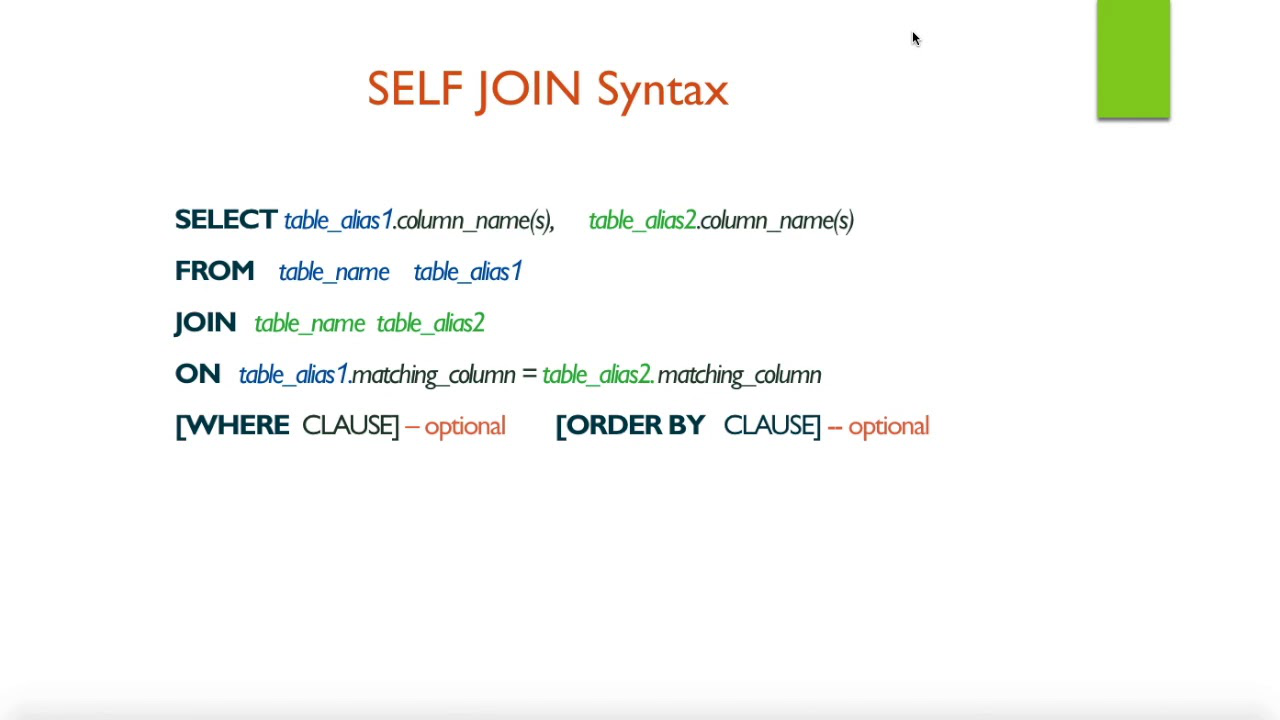 SELF JOIN Syntax
SELECT table_alias1.column_name(s), table_alias2.column_name(s)
FROM table_name table_alias1
JOIN table_name table_alias2
ON table_alias1.matching_column = table_alias2. matching_column
[WHERE CLAUSE] – optional [ORDER BY CLAUSE] -- optional